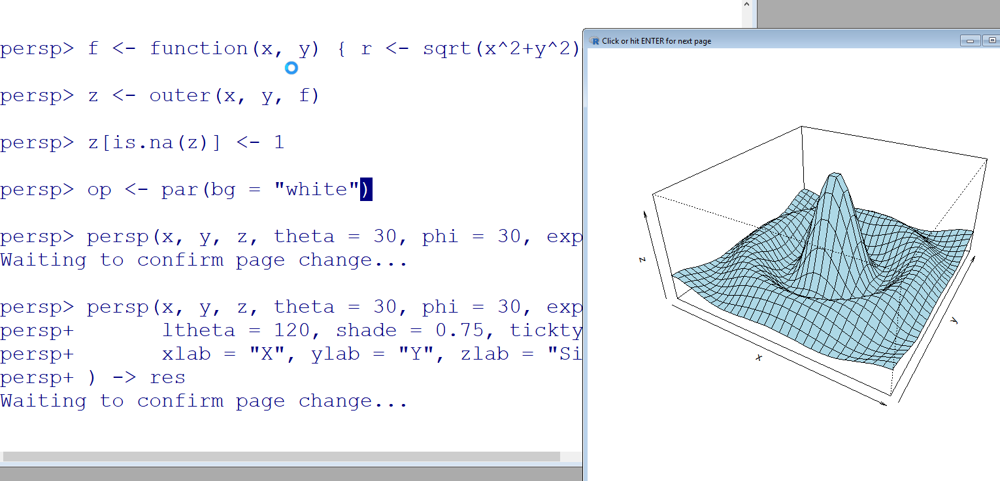 persp> f <- function(x, y) { r <- sqrt(x^2+y^2)
persp> z <- outer(x, y, f)
persp> z[is.na(z)] <- 1
persp> op <- par(bg = "white")
persp> persp(x, y, z, theta = 30, phi = 30, exp
Waiting to confirm page change...
persp> persp(x, y, z, theta = 30, phi = 30, exp
persp+       ltheta = 120, shade = 0.75, tickty
persp+       xlab = "X", ylab = "Y", zlab = "Si
persp+ ) -> res
Waiting to confirm page change...
R Click or hit ENTER for next page
z
x
y